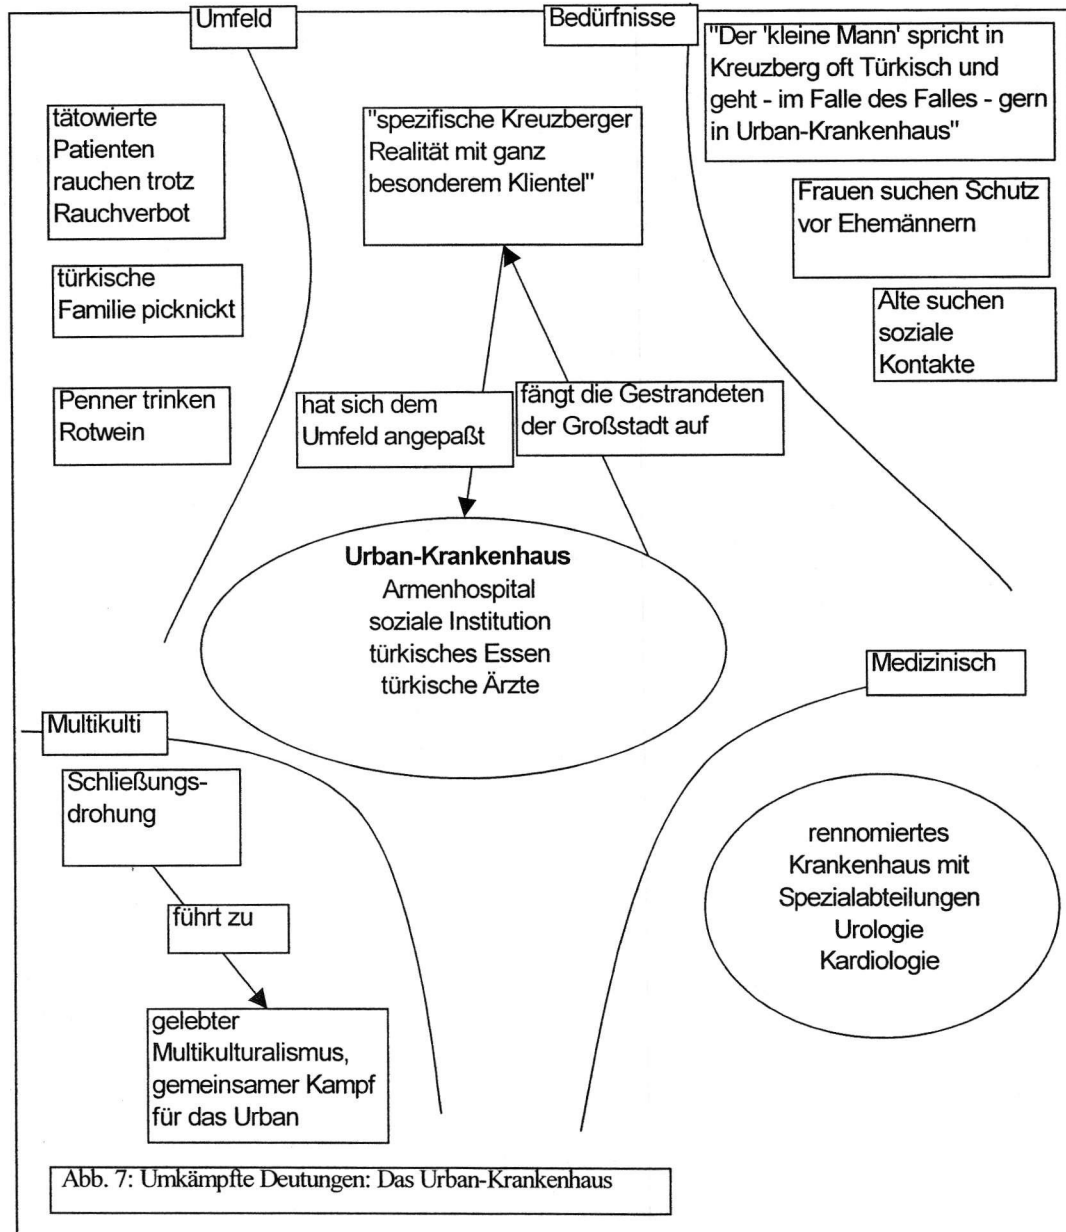 Umfeld
Bedürfnisse
"Der 'kleine Mann' spricht in
Kreuzberg oft Türkisch und
geht - im Falle des Falles - gern
in Urban-Krankenhaus"
tätowierte
Patienten
rauchen trotz
Rauchverbot
"spezifische Kreuzberger
Realität mit ganz
besonderem Klientel"
Frauen suchen Schutz
vor Ehemännern
türkische
Familie picknickt
Alte suchen
soziale
Kontakte
Penner trinken
Rotwein
hat sich dem
Umfeld angepaßt
fängt die Gestrandeten
der Großstadt auf
Urban-Krankenhaus
Armenhospital
soziale Institution
türkisches Essen
türkische Ärzte
Medizinisch
Multikulti
Schließungs-
drohung
führt zu
gelebter
Multikulturalismus,
gemeinsamer Kampf
für das Urban
rennomiertes
Krankenhaus mit
Spezialabteilungen
Urologie
Kardiologie
Abb. 7: Umkämpfte Deutungen: Das Urban-Krankenhaus